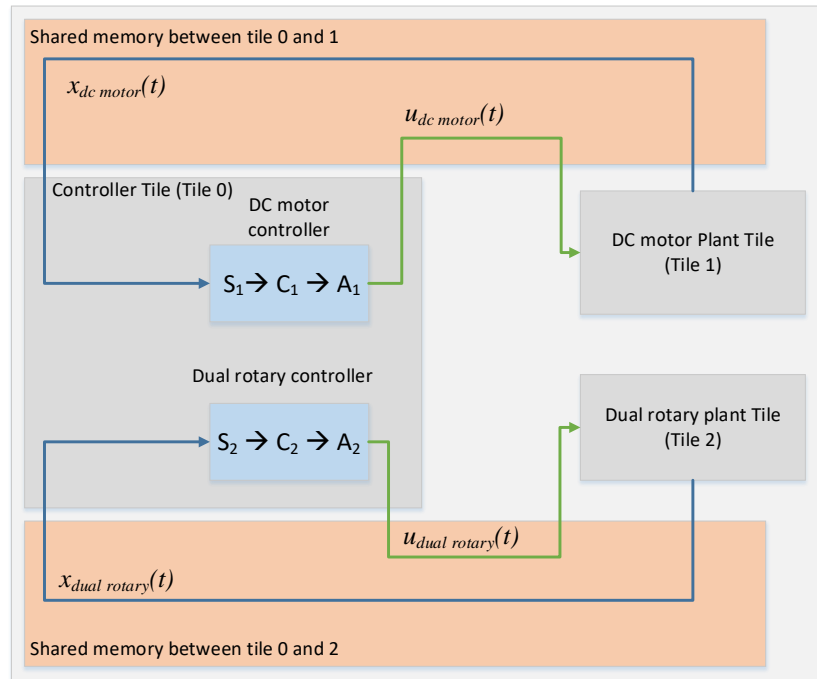 Shared memory between tile 0 and 1
x_dc motor(t)
u_dc motor(t)
Controller Tile (Tile 0)
DC motor
controller
S₁→ C₁ → A₁
DC motor Plant Tile
(Tile 1)
Dual rotary controller
S₂ → C₂ → A₂
Dual rotary plant Tile
(Tile 2)
u_dual rotary(t)
x_dual rotary(t)
Shared memory between tile 0 and 2